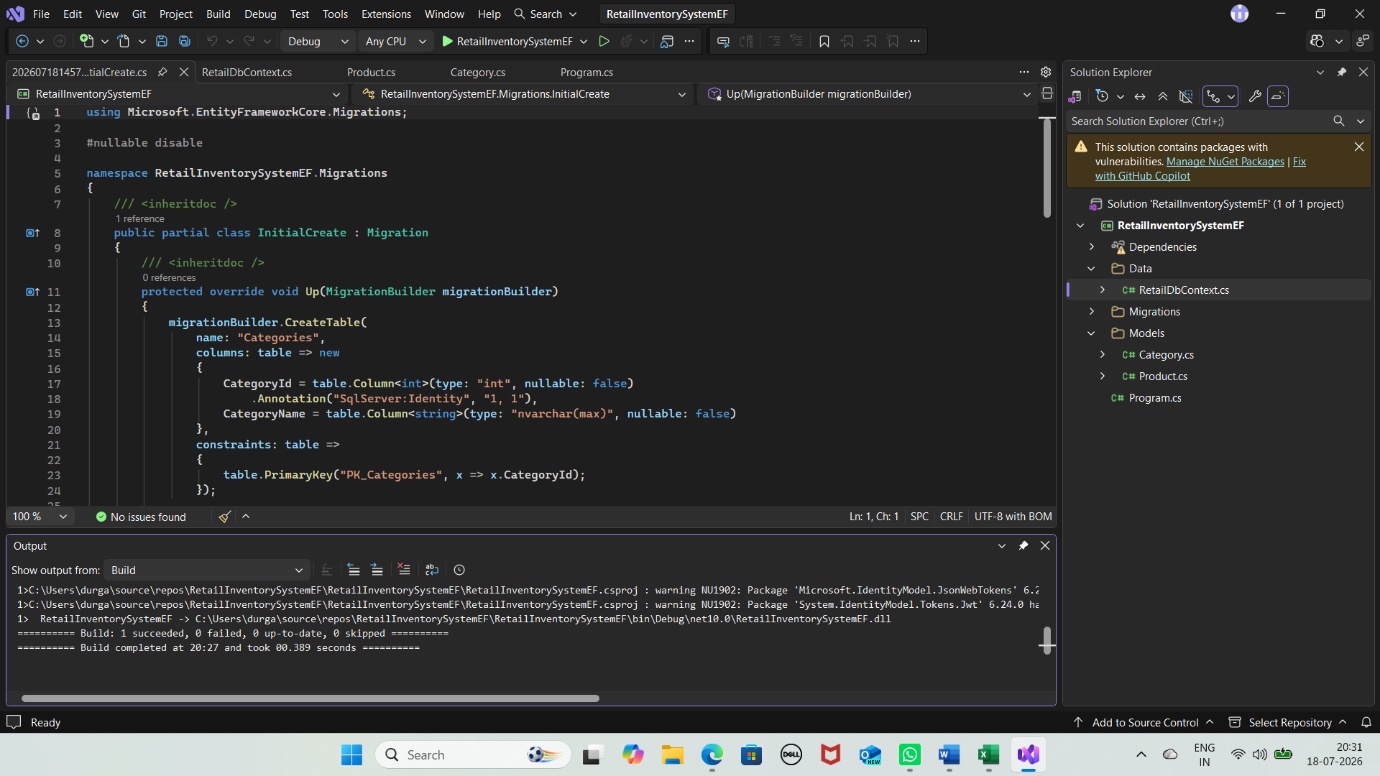 File Edit View Git Project Build Debug Test Tools Extensions Window Help Search RetailInventorySystemEF
Debug Any CPU RetailInventorySystemEF
202607181457...tialCreate.cs RetailDbContext.cs Product.cs Category.cs Program.cs
RetailInventorySystemEF RetailInventorySystemEF.Migrations.InitialCreate Up(MigrationBuilder migrationBuilder)
1 using Microsoft.EntityFrameworkCore.Migrations;
2
3 #nullable disable
4
5 namespace RetailInventorySystemEF.Migrations
6 {
7 /// <inheritdoc />
1 reference
8 public partial class InitialCreate : Migration
9 {
10 /// <inheritdoc />
0 references
11 protected override void Up(MigrationBuilder migrationBuilder)
12 {
13 migrationBuilder.CreateTable(
14 name: "Categories",
15 columns: table => new
16 {
17 CategoryId = table.Column<int>(type: "int", nullable: false)
18 .Annotation("SqlServer:Identity", "1, 1"),
19 CategoryName = table.Column<string>(type: "nvarchar(max)", nullable: false)
20 },
21 constraints: table =>
22 {
23 table.PrimaryKey("PK_Categories", x => x.CategoryId);
24 });
100 % No issues found Ln: 1, Ch: 1 SPC CRLF UTF-8 with BOM
Output
Show output from: Build
1>C:\Users\durga\source\repos\RetailInventorySystemEF\RetailInventorySystemEF\RetailInventorySystemEF.csproj : warning NU1902: Package 'Microsoft.IdentityModel.JsonWebTokens' 6.2
1>C:\Users\durga\source\repos\RetailInventorySystemEF\RetailInventorySystemEF\RetailInventorySystemEF.csproj : warning NU1902: Package 'System.IdentityModel.Tokens.Jwt' 6.24.0 ha
1> RetailInventorySystemEF -> C:\Users\durga\source\repos\RetailInventorySystemEF\RetailInventorySystemEF\bin\Debug\net10.0\RetailInventorySystemEF.dll
========== Build: 1 succeeded, 0 failed, 0 up-to-date, 0 skipped ==========
========== Build completed at 20:27 and took 00.389 seconds ==========
Solution Explorer
Search Solution Explorer (Ctrl+;)
This solution contains packages with
vulnerabilities. Manage NuGet Packages | Fix
with GitHub Copilot
Solution 'RetailInventorySystemEF' (1 of 1 project)
RetailInventorySystemEF
Dependencies
Data
C# RetailDbContext.cs
Migrations
Models
C# Category.cs
C# Product.cs
C# Program.cs
Ready Add to Source Control Select Repository
Search DELL NEW ENG IN 20:31
18-07-2026